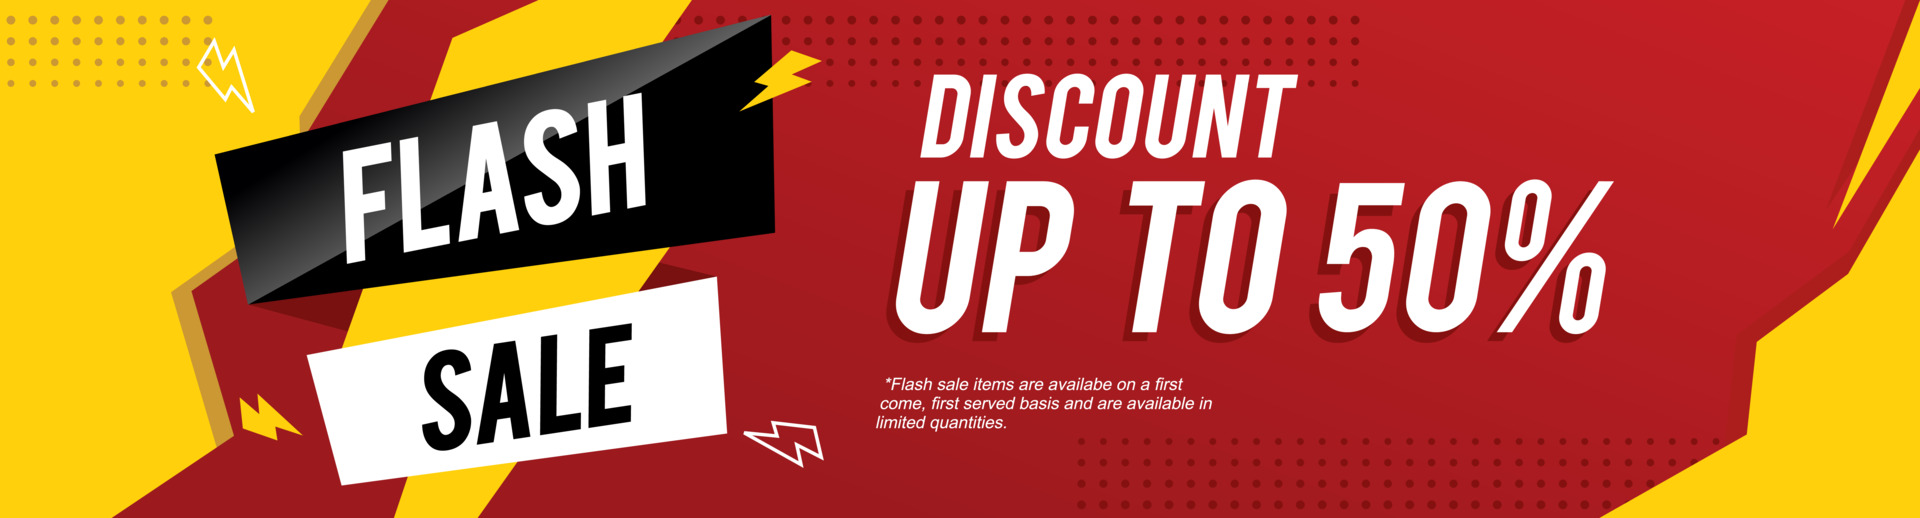 FLASH
SALE
DISCOUNT
UP TO 50%
*Flash sale items are availabe on a first
come, first served basis and are available in
limited quantities.